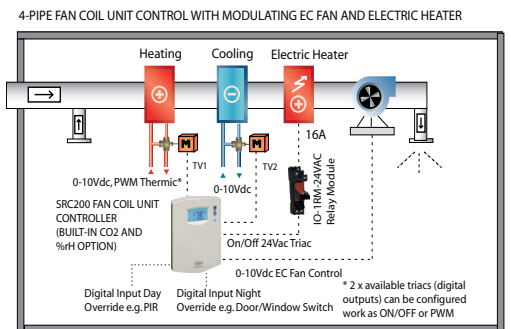 4-PIPE FAN COIL UNIT CONTROL WITH MODULATING EC FAN AND ELECTRIC HEATER
Heating
Cooling
Electric Heater
16A
M
TV1
M
TV2
0-10Vdc, PWM Thermic*
0-10Vdc
IO-1RM-24VAC
Relay Module
SRC200 FAN COIL UNIT
CONTROLLER
(BUILT-IN CO2 AND
%rH OPTION)
On/Off 24Vac Triac
0-10Vdc EC Fan Control
Digital Input Day
Override e.g. PIR
Digital Input Night
Override e.g. Door/Window Switch
* 2 x available triacs (digital
outputs) can be configured
work as ON/OFF or PWM